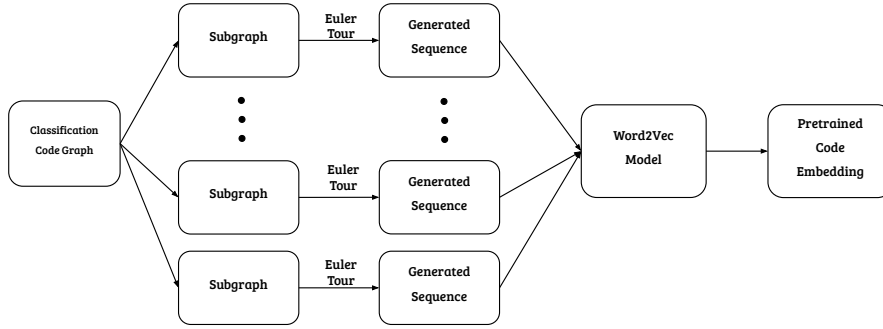 Subgraph
Euler
Tour
Generated
Sequence
Classification
Code Graph
Subgraph
Euler
Tour
Generated
Sequence
Subgraph
Euler
Tour
Generated
Sequence
Word2Vec
Model
Pretrained
Code
Embedding